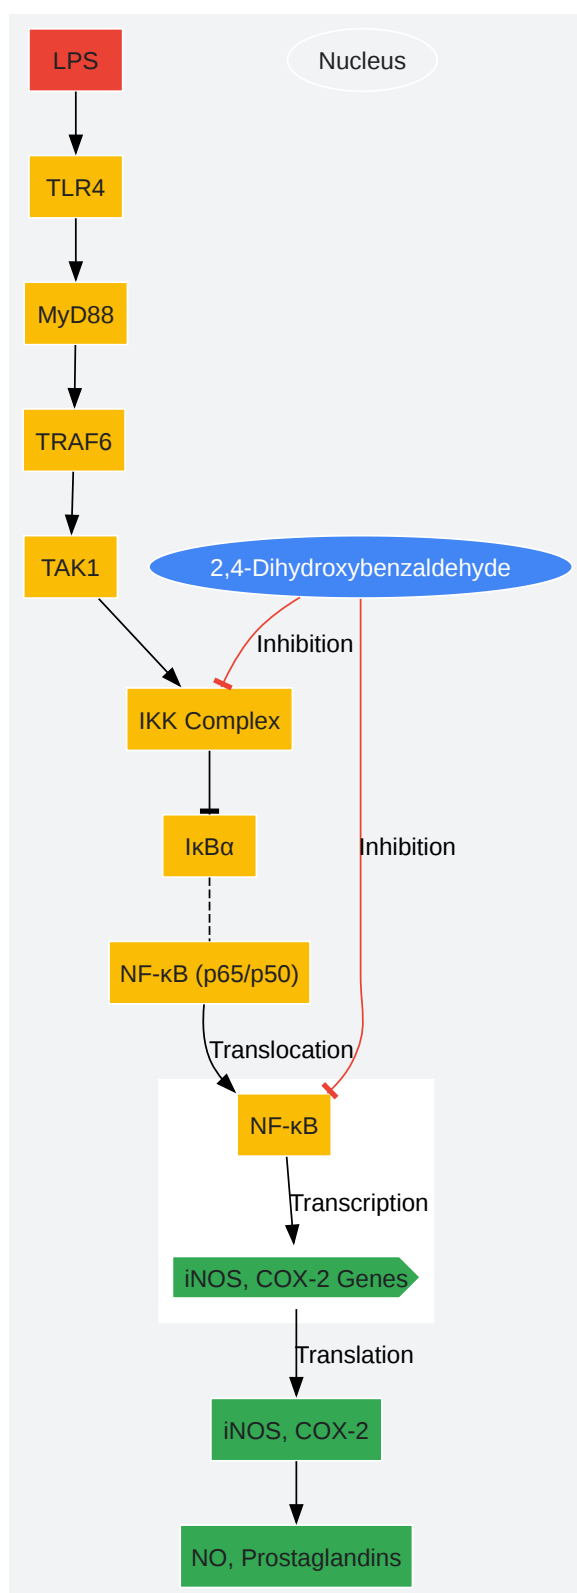 LPS
Nucleus
TLR4
MyD88
TRAF6
TAK1
2,4-Dihydroxybenzaldehyde
Inhibition
IKK Complex
IκBα
Inhibition
NF-κB (p65/p50)
Translocation
NF-κB
Transcription
iNOS, COX-2 Genes
Translation
iNOS, COX-2
NO, Prostaglandins